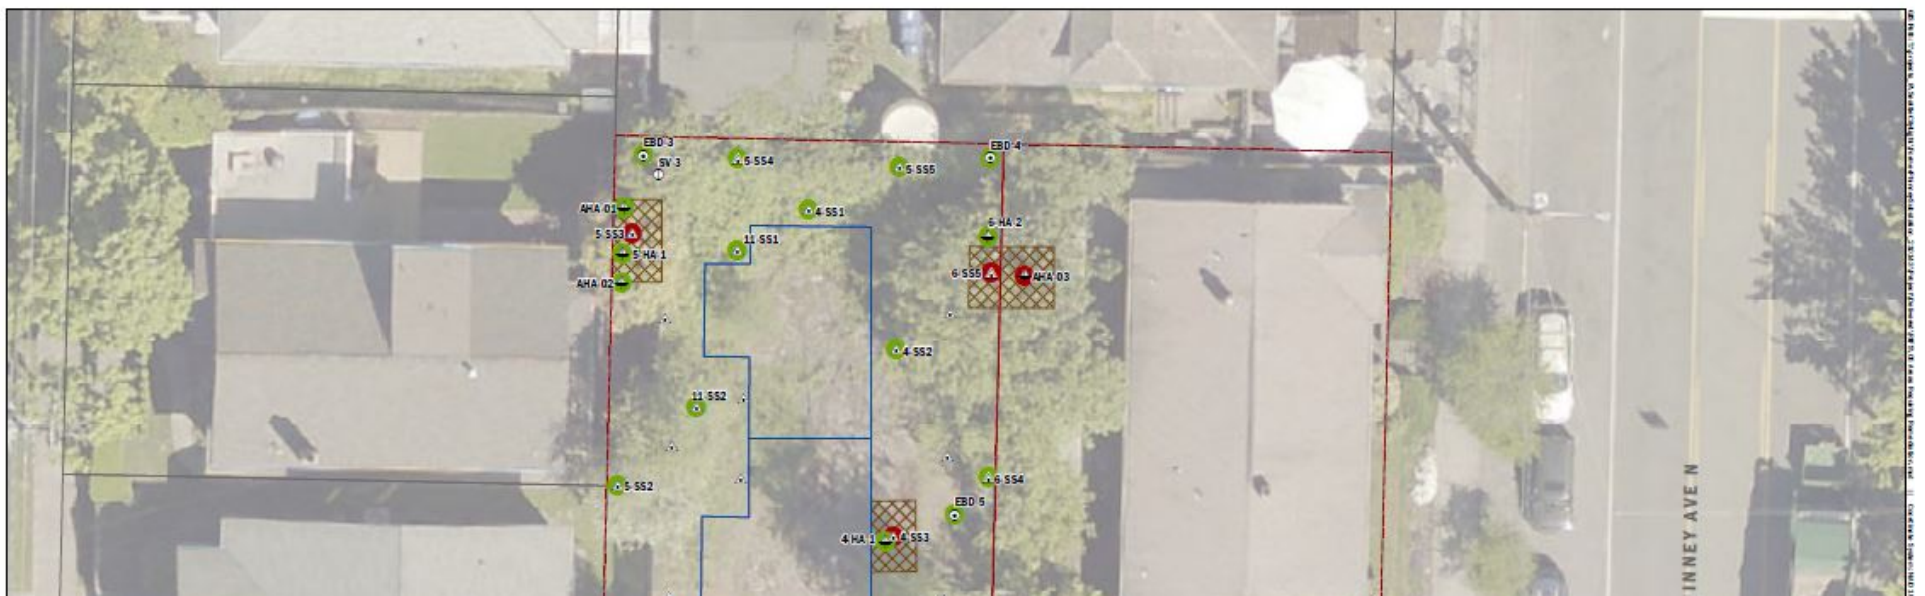 EBD-3
EBD-4
SV-3
5-SS4
5-SS5
AHA-01
4-SS1
5-SS3
6-HA-2
11-SS1
5-HA-1
6-SS5
AHA-03
AHA-02
4-SS2
11-SS2
6-SS4
5-SS2
EBD-5
4-HA-1
4-SS3
INNEY AVE N